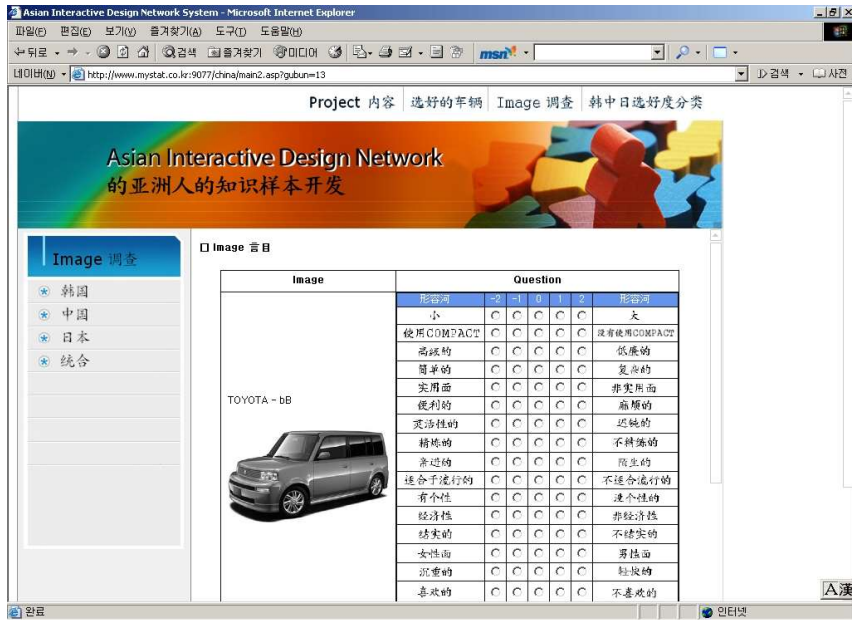 Asian Interactive Design Network System - Microsoft Internet Explorer
파일(F) 편집(E) 보기(V) 즐겨찾기(A) 도구(T) 도움말(H)
뒤로 검색 즐겨찾기 미디어 msn
네이버(N) http://www.mystat.co.kr:9077/china/main2.asp?gubun=13 검색 사전
Project 内容 选好的车辆 Image 调查 韩中日选好度分类
Asian Interactive Design Network
的亚洲人的知识样本开发
Image 调查
韩国
中国
日本
统合
Image 言目
Image Question
形容词 -2 -1 0 1 2 形容词
小 大
使用COMPACT 没有使用COMPACT
高级的 低廉的
简单的 复杂的
实用面 非实用面
TOYOTA - bB
便利的 麻烦的
灵活性的 迟钝的
精炼的 不精炼的
亲近的 陌生的
适合于流行的 不适合流行的
有个性 没个性的
经济性 非经济性
结实的 不结实的
女性面 男性面
沉重的 轻快的
喜欢的 不喜欢的
A漢
완료 인터넷